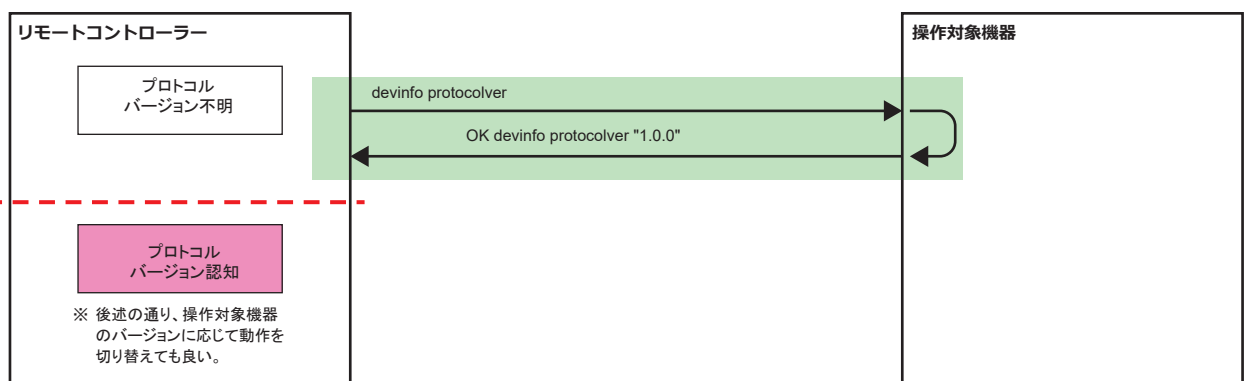 リモートコントローラー
操作対象機器
プロトコル
バージョン不明
devinfo protocolver
OK devinfo protocolver "1.0.0"
プロトコル
バージョン認知
※ 後述の通り、操作対象機器
のバージョンに応じて動作を
切り替えても良い。